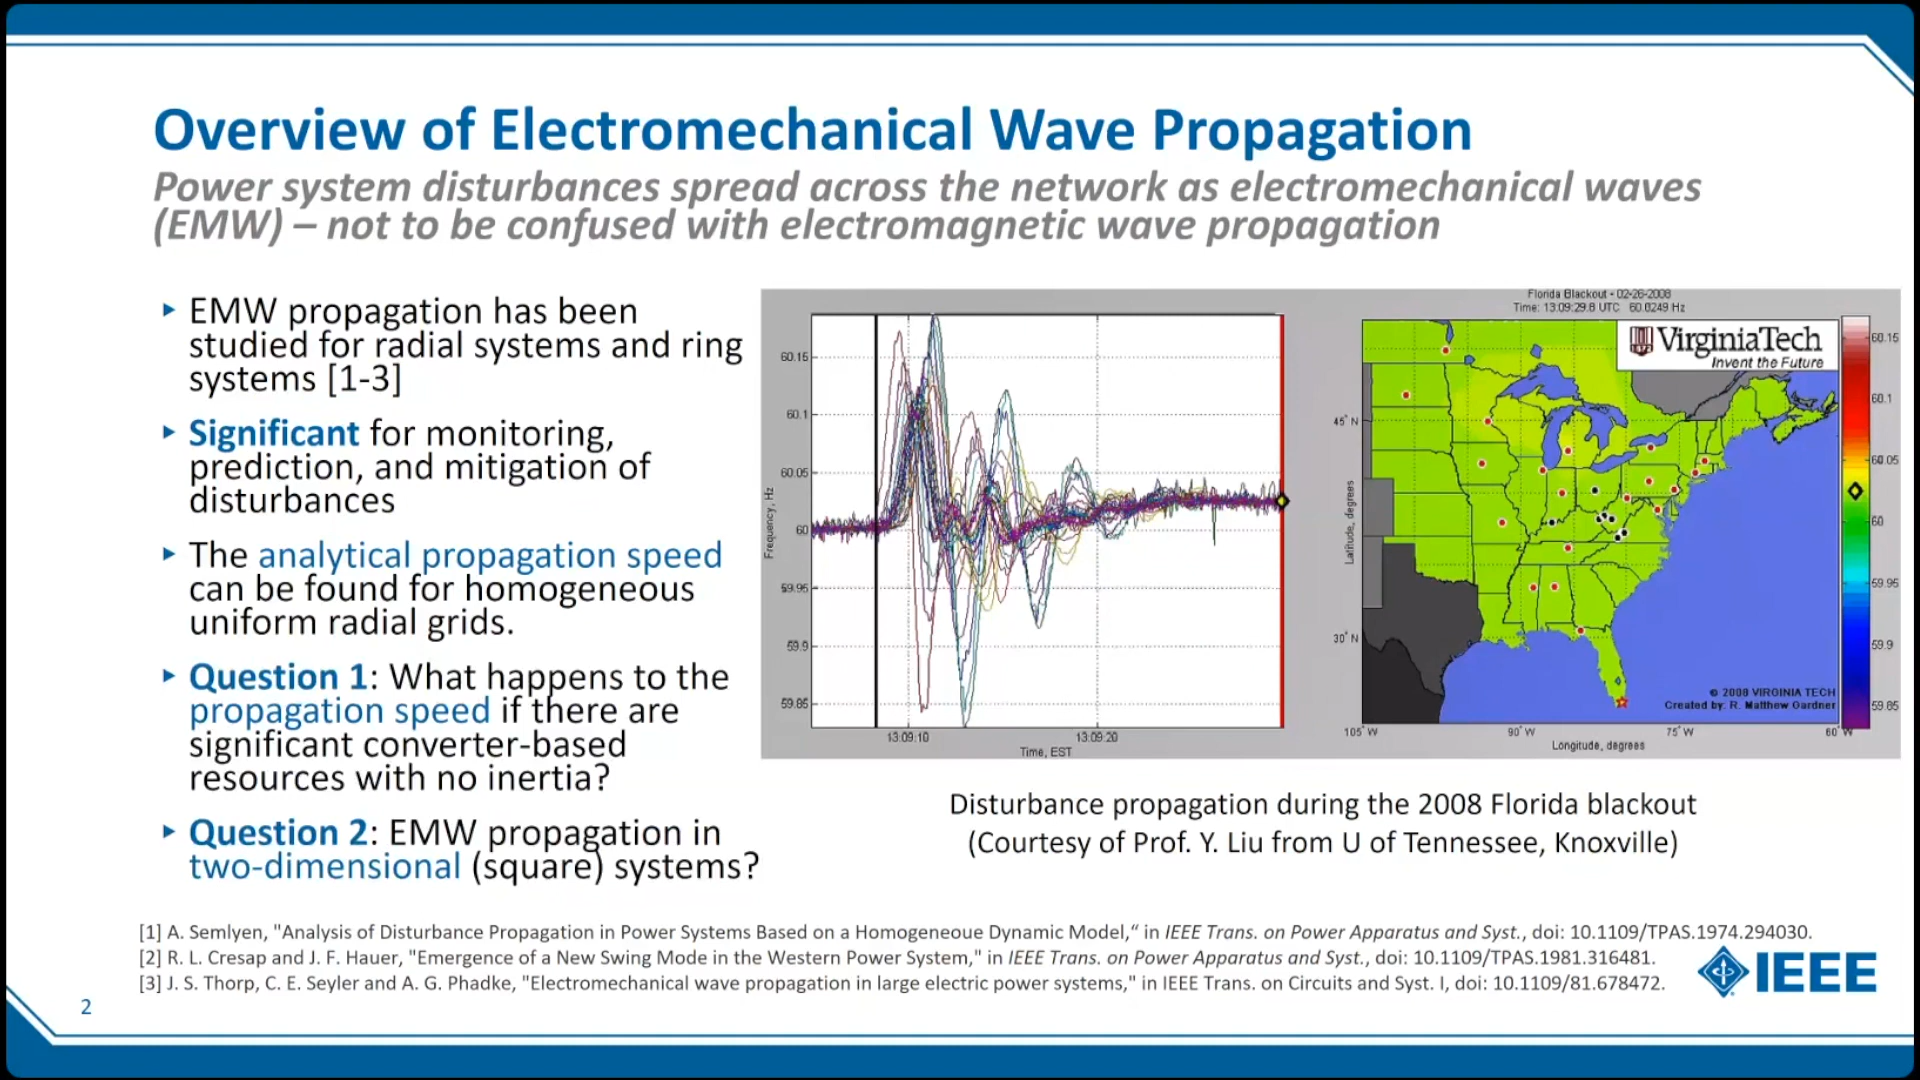 Overview of Electromechanical Wave Propagation
Power system disturbances spread across the network as electromechanical waves
(EMW) – not to be confused with electromagnetic wave propagation
EMW propagation has been
studied for radial systems and ring
systems [1-3]
Significant for monitoring,
prediction, and mitigation of
disturbances
The analytical propagation speed
can be found for homogeneous
uniform radial grids.
Question 1: What happens to the
propagation speed if there are
significant converter-based
resources with no inertia?
Question 2: EMW propagation in
two-dimensional (square) systems?
60.15
60.1
60.05
60
59.95
59.9
59.85
Frequency, Hz
13:09:10
13:09:20
Time, EST
Florida Blackout - 02-26-2008
Time: 13:09:29.8 UTC 60.0249 Hz
VirginiaTech
Invent the Future
45° N
30° N
Latitude, degrees
© 2008 VIRGINIA TECH
Created by: R. Matthew Gardner
105° W
90° W
75° W
60° W
Longitude, degrees
60.15
60.1
60.05
60
59.95
59.9
59.85
Disturbance propagation during the 2008 Florida blackout
(Courtesy of Prof. Y. Liu from U of Tennessee, Knoxville)
[1] A. Semlyen, "Analysis of Disturbance Propagation in Power Systems Based on a Homogeneoue Dynamic Model,“ in IEEE Trans. on Power Apparatus and Syst., doi: 10.1109/TPAS.1974.294030.
[2] R. L. Cresap and J. F. Hauer, "Emergence of a New Swing Mode in the Western Power System," in IEEE Trans. on Power Apparatus and Syst., doi: 10.1109/TPAS.1981.316481.
[3] J. S. Thorp, C. E. Seyler and A. G. Phadke, "Electromechanical wave propagation in large electric power systems," in IEEE Trans. on Circuits and Syst. I, doi: 10.1109/81.678472.
IEEE
2